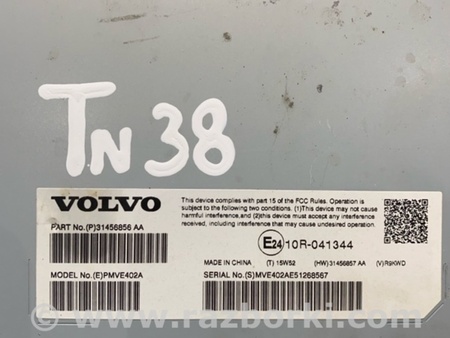 TN38
VOLVO
PART No.(P)31456856 AA
This device complies with part 15 of the FCC Rules. Operation is
subject to the following two conditions. (1)This device may not cause
harmful interference,and (2)this device must accept any interference
received, including interference that may cause undesired operation.
E24 10R-041344
MADE IN CHINA (T) 15W52 (HW)31456857 AA (V)R9KWD
MODEL No.(E)PMVE402A SERIAL No.(S)MVE402AE51268567
www.razborki.com